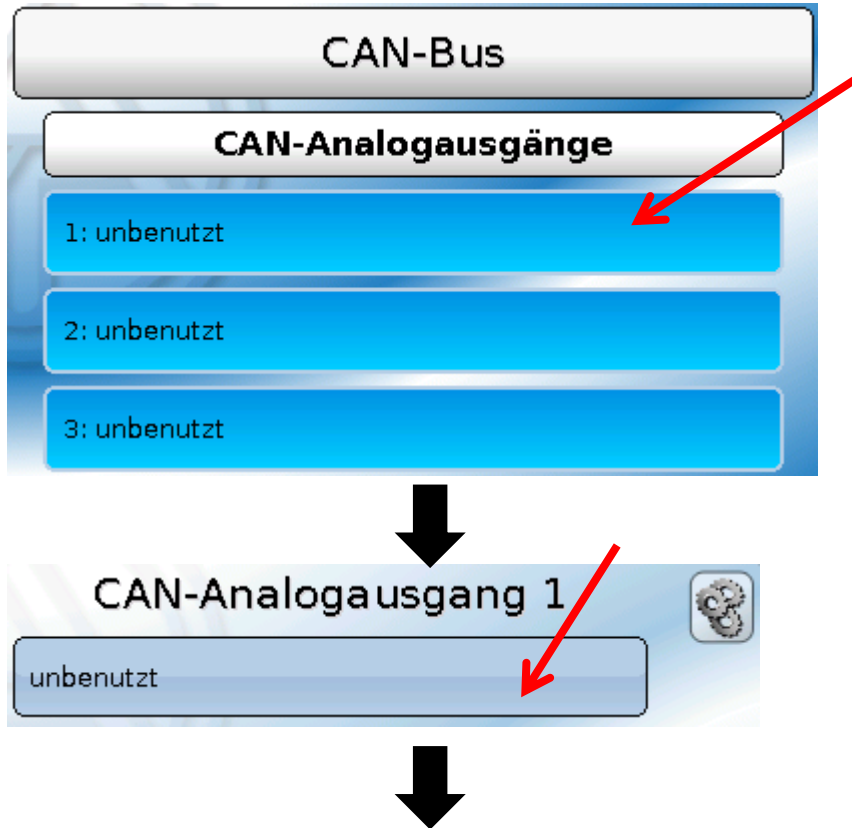 CAN-Bus
CAN-Analogausgänge
1: unbenutzt
2: unbenutzt
3: unbenutzt
CAN-Analogausgang 1
unbenutzt